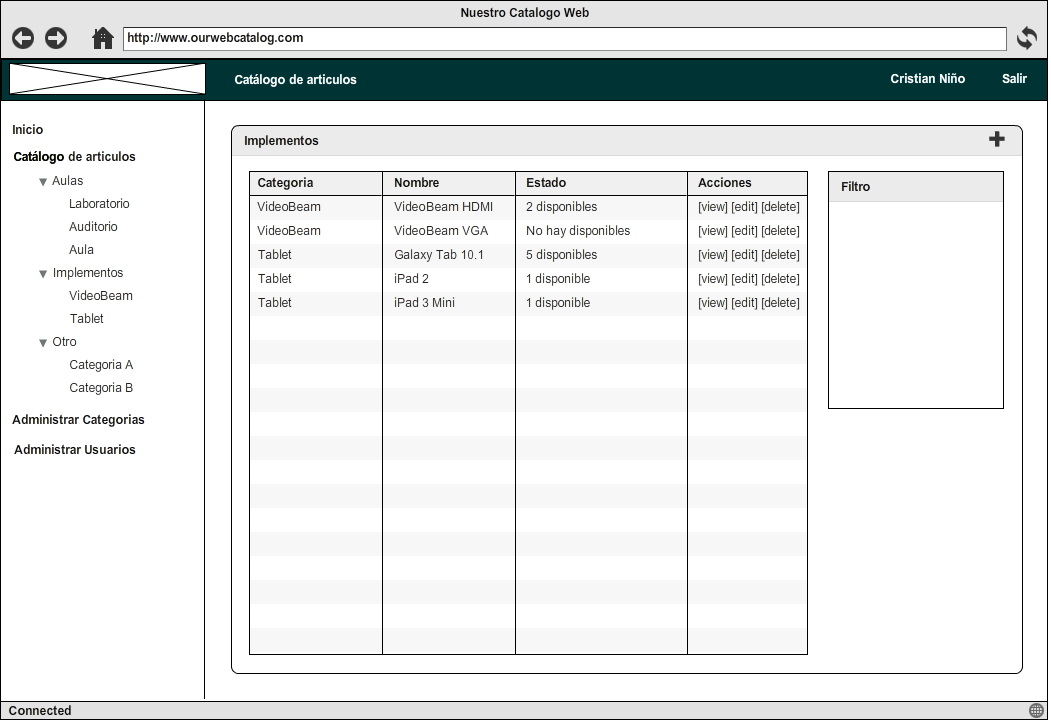 Nuestro Catalogo Web
http://www.ourwebcatalog.com
Catálogo de articulos
Cristian Niño
Salir
Inicio
Catálogo de articulos
Aulas
Laboratorio
Auditorio
Aula
Implementos
VideoBeam
Tablet
Otro
Categoria A
Categoria B
Administrar Categorias
Administrar Usuarios
Implementos
Categoria Nombre Estado Acciones
VideoBeam VideoBeam HDMI 2 disponibles [view] [edit] [delete]
VideoBeam VideoBeam VGA No hay disponibles [view] [edit] [delete]
Tablet Galaxy Tab 10.1 5 disponibles [view] [edit] [delete]
Tablet iPad 2 1 disponible [view] [edit] [delete]
Tablet iPad 3 Mini 1 disponible [view] [edit] [delete]
Filtro
Connected